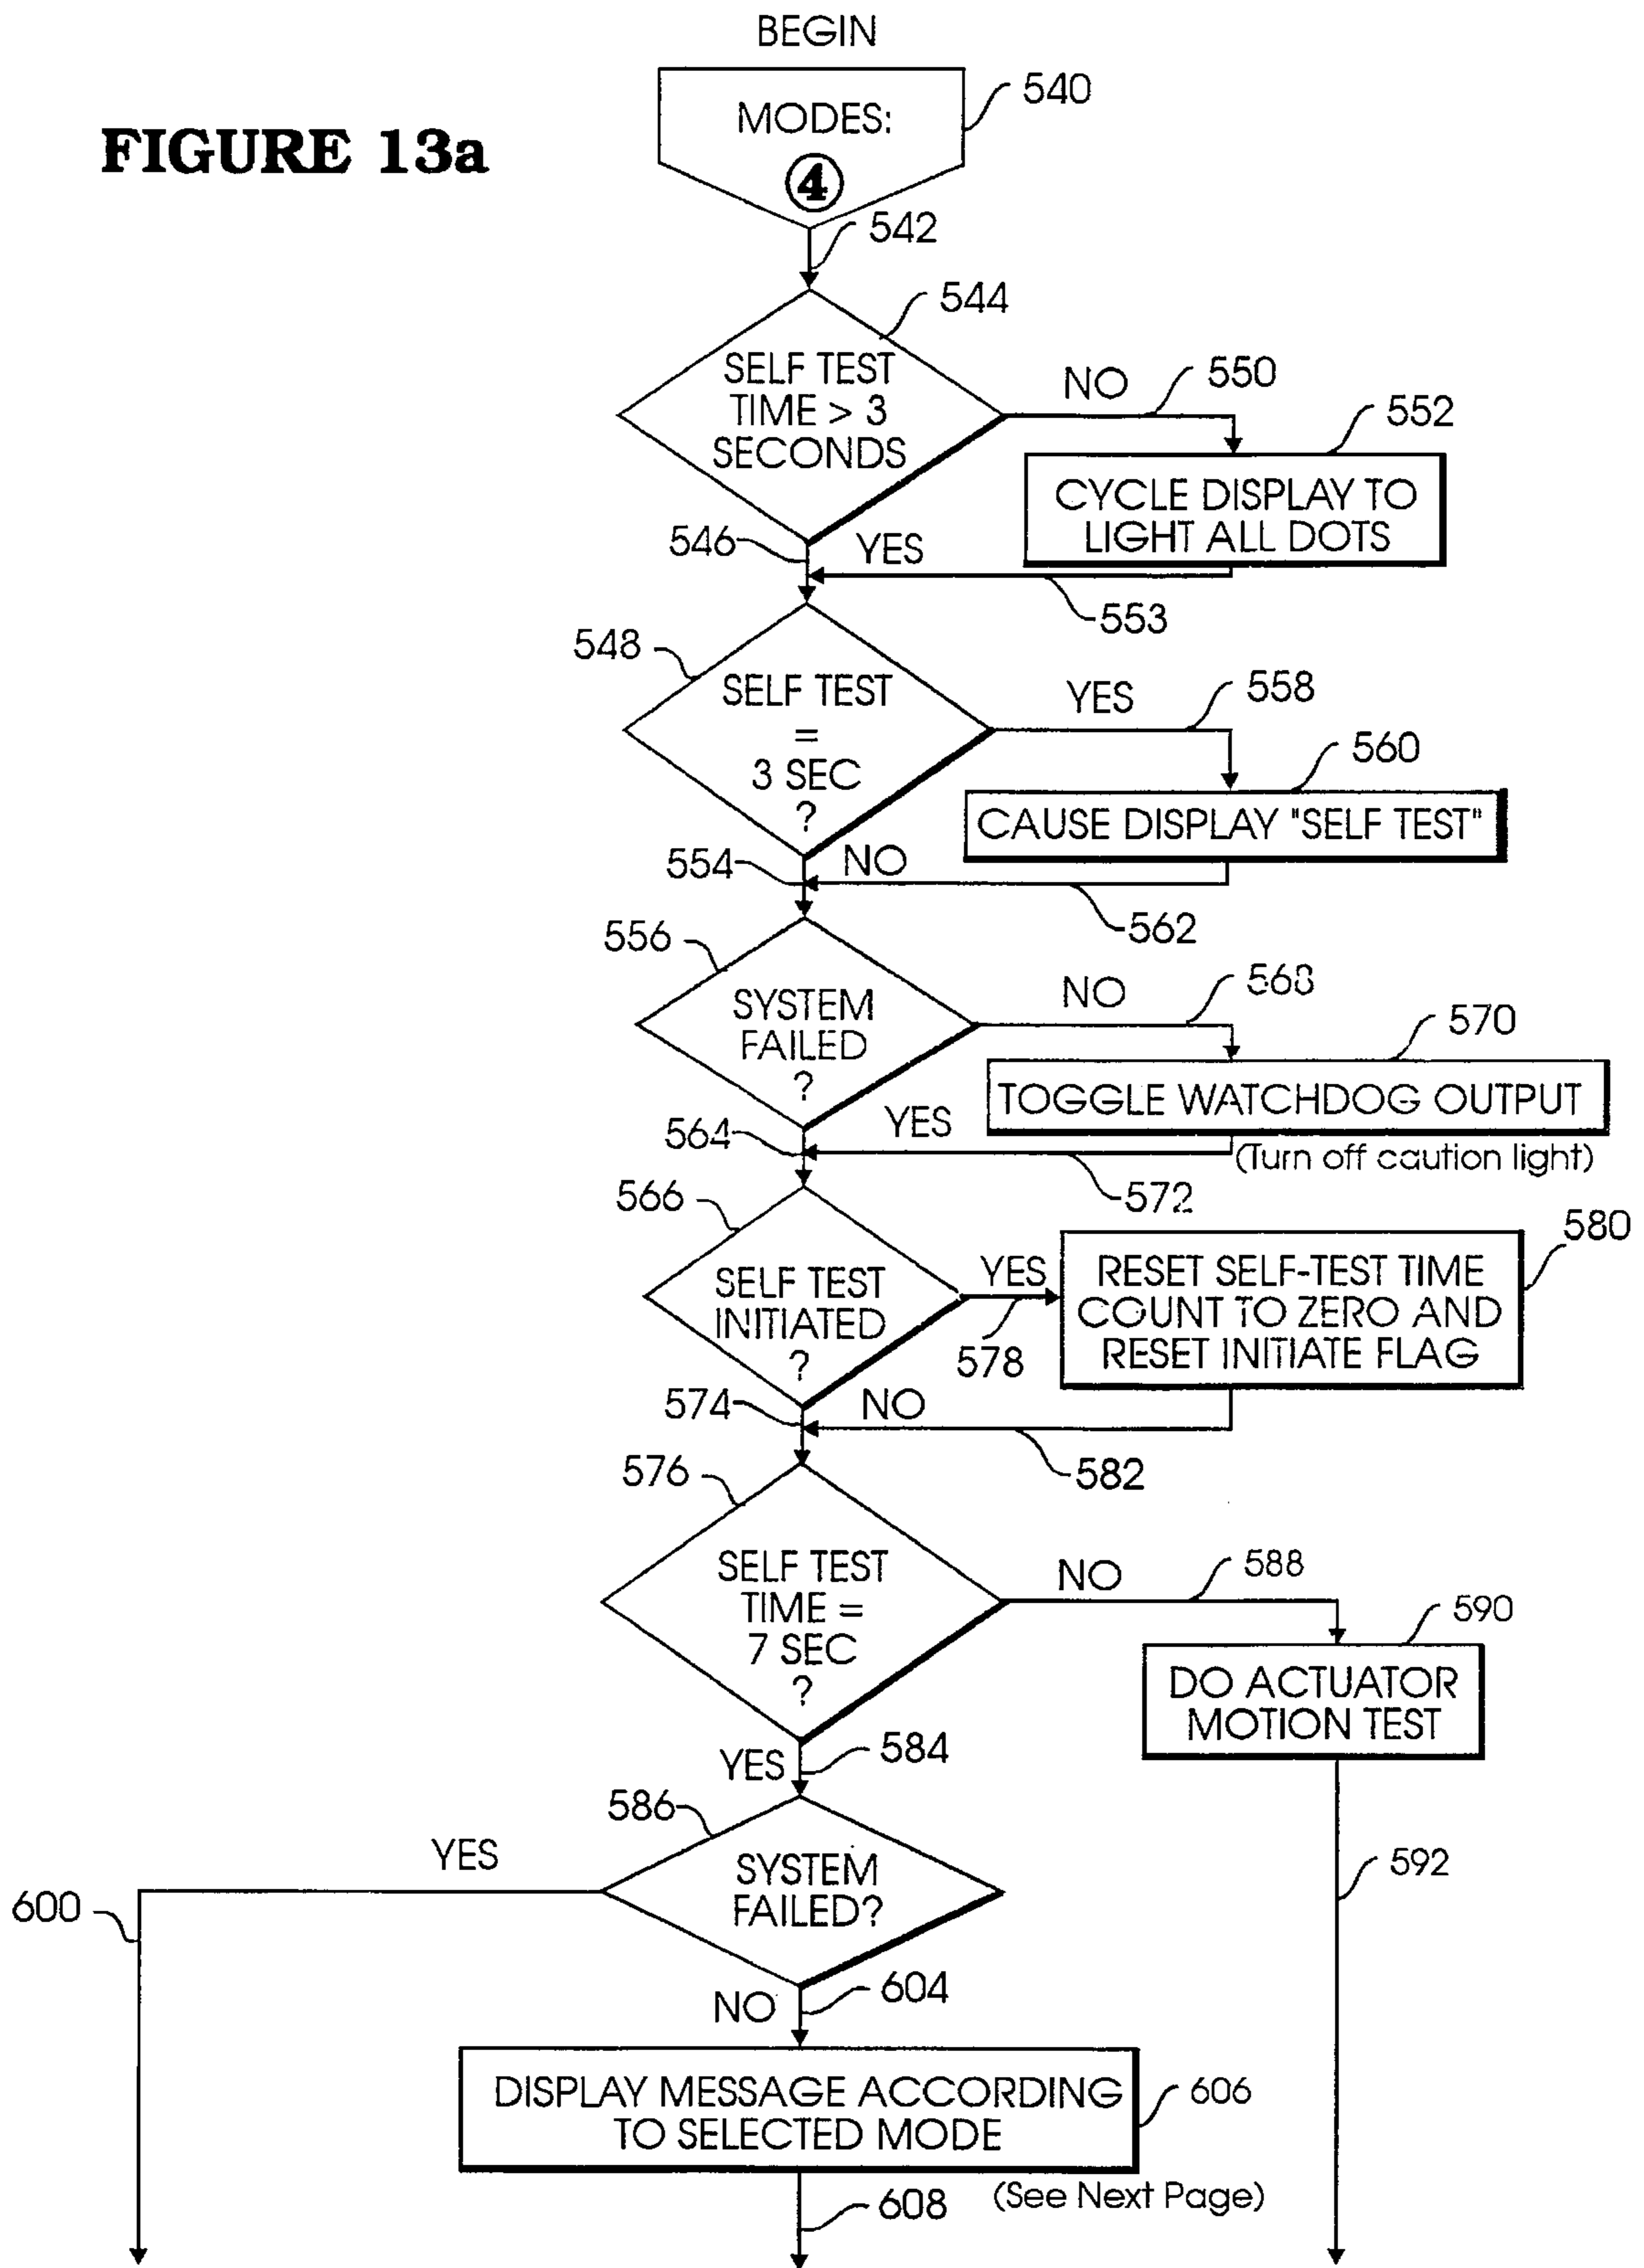 BEGIN
FIGURE 13a
MODES:
4
540
542
544
SELF TEST
TIME > 3
SECONDS
NO
550
552
CYCLE DISPLAY TO
LIGHT ALL DOTS
546
YES
553
548
SELF TEST
=
3 SEC
?
YES
558
560
CAUSE DISPLAY "SELF TEST"
554
NO
562
556
SYSTEM
FAILED
?
NO
568
570
TOGGLE WATCHDOG OUTPUT
(Turn off caution light)
564
YES
572
566
SELF TEST
INITIATED
?
YES
578
580
RESET SELF-TEST TIME
COUNT TO ZERO AND
RESET INITIATE FLAG
574
NO
582
576
SELF TEST
TIME =
7 SEC
?
NO
588
590
DO ACTUATOR
MOTION TEST
YES
584
586
SYSTEM
FAILED?
YES
592
600
NO
604
DISPLAY MESSAGE ACCORDING
TO SELECTED MODE
606
(See Next Page)
608